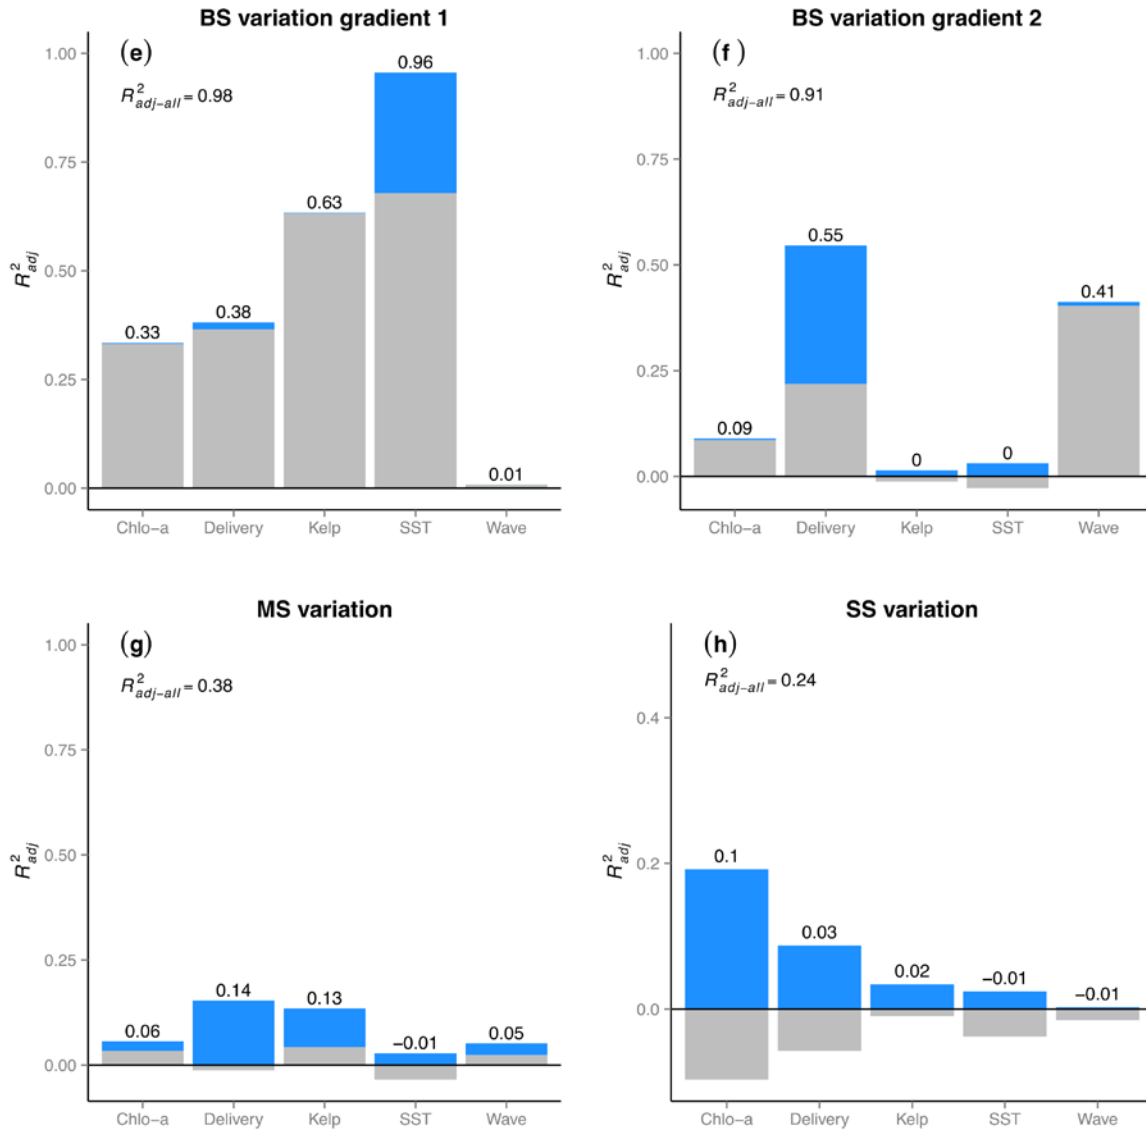 BS variation gradient 1
(e)
R²adj−all = 0.98
1.00
0.75
0.50
0.25
0.00
R²adj
0.33
0.38
0.63
0.96
0.01
Chlo−a Delivery Kelp SST Wave
BS variation gradient 2
(f )
R²adj−all = 0.91
1.00
0.75
0.50
0.25
0.00
R²adj
0.09
0.55
0
0
0.41
Chlo−a Delivery Kelp SST Wave
MS variation
(g)
R²adj−all = 0.38
1.00
0.75
0.50
0.25
0.00
R²adj
0.06
0.14
0.13
−0.01
0.05
Chlo−a Delivery Kelp SST Wave
SS variation
(h)
R²adj−all = 0.24
0.4
0.2
0.0
R²adj
0.1
0.03
0.02
−0.01
−0.01
Chlo−a Delivery Kelp SST Wave